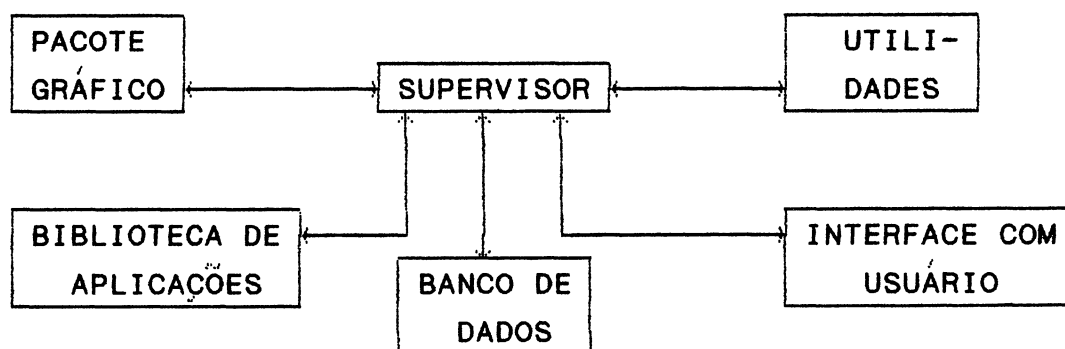 PACOTE
GRÁFICO
SUPERVISOR
UTILI-
DADES
BIBLIOTECA DE
APLICAÇÕES
BANCO DE
DADOS
INTERFACE COM
USUÁRIO